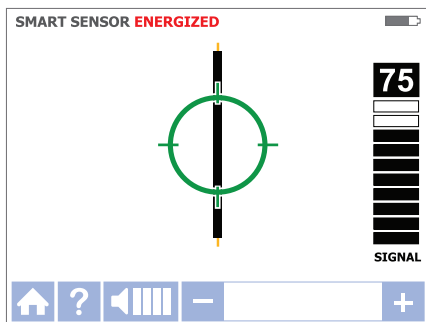 SMART SENSOR ENERGIZED
75
SIGNAL
?
− +